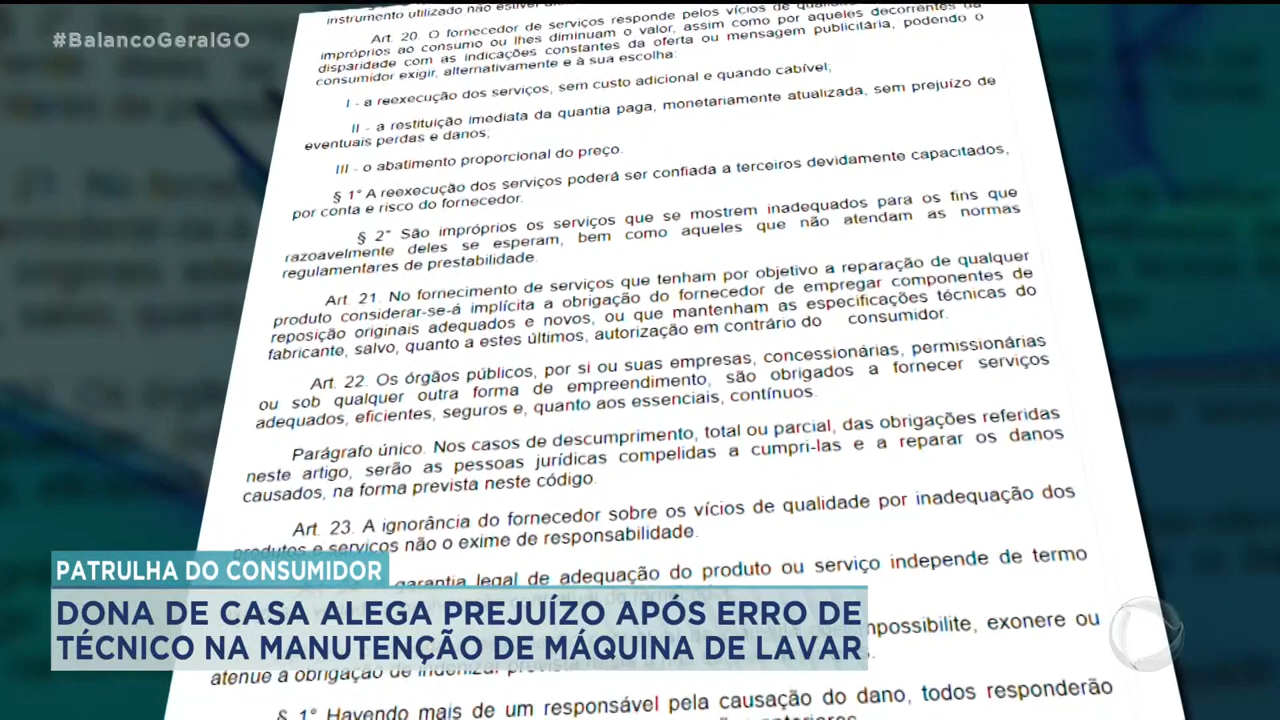 instrumento utilizado não estiver
#BalancoGeralGO
Art. 20 O fornecedor de serviços responde pelos vícios de
impróprios ao consumo ou lhes diminuam o valor, assim como por aqueles decorrentes da
disparidade com as indicações constantes da oferta ou mensagem publicitária, podendo o
consumidor exigir, alternativamente e à sua escolha:
I - a reexecução dos serviços, sem custo adicional e quando cabível;
II - a restituição imediata da quantia paga, monetariamente atualizada, sem prejuízo de
eventuais perdas e danos;
III - o abatimento proporcional do preço.
§ 1° A reexecução dos serviços poderá ser confiada a terceiros devidamente capacitados,
por conta e risco do fornecedor.
§ 2° São impróprios os serviços que se mostrem inadequados para os fins que
razoavelmente deles se esperam, bem como aqueles que não atendam as normas
regulamentares de prestabilidade.
Art. 21. No fornecimento de serviços que tenham por objetivo a reparação de qualquer
produto considerar-se-á implícita a obrigação do fornecedor de empregar componentes de
reposição originais adequados e novos, ou que mantenham as especificações técnicas do
fabricante, salvo, quanto a estes últimos, autorização em contrário do consumidor.
Art. 22. Os órgãos públicos, por si ou suas empresas, concessionárias, permissionárias
ou sob qualquer outra forma de empreendimento, são obrigados a fornecer serviços
adequados, eficientes, seguros e, quanto aos essenciais, contínuos.
Parágrafo único. Nos casos de descumprimento, total ou parcial, das obrigações referidas
neste artigo, serão as pessoas jurídicas compelidas a cumpri-las e a reparar os danos
causados, na forma prevista neste código.
Art. 23. A ignorância do fornecedor sobre os vícios de qualidade por inadequação dos
produtos e serviços não o exime de responsabilidade.
garantia legal de adequação do produto ou serviço independe de termo
PATRULHA DO CONSUMIDOR
DONA DE CASA ALEGA PREJUÍZO APÓS ERRO DE
TÉCNICO NA MANUTENÇÃO DE MÁQUINA DE LAVAR
impossibilite, exonere ou
atenue a obrigação de indenizar
§ 1° Havendo mais de um responsável pela causação do dano, todos responderão